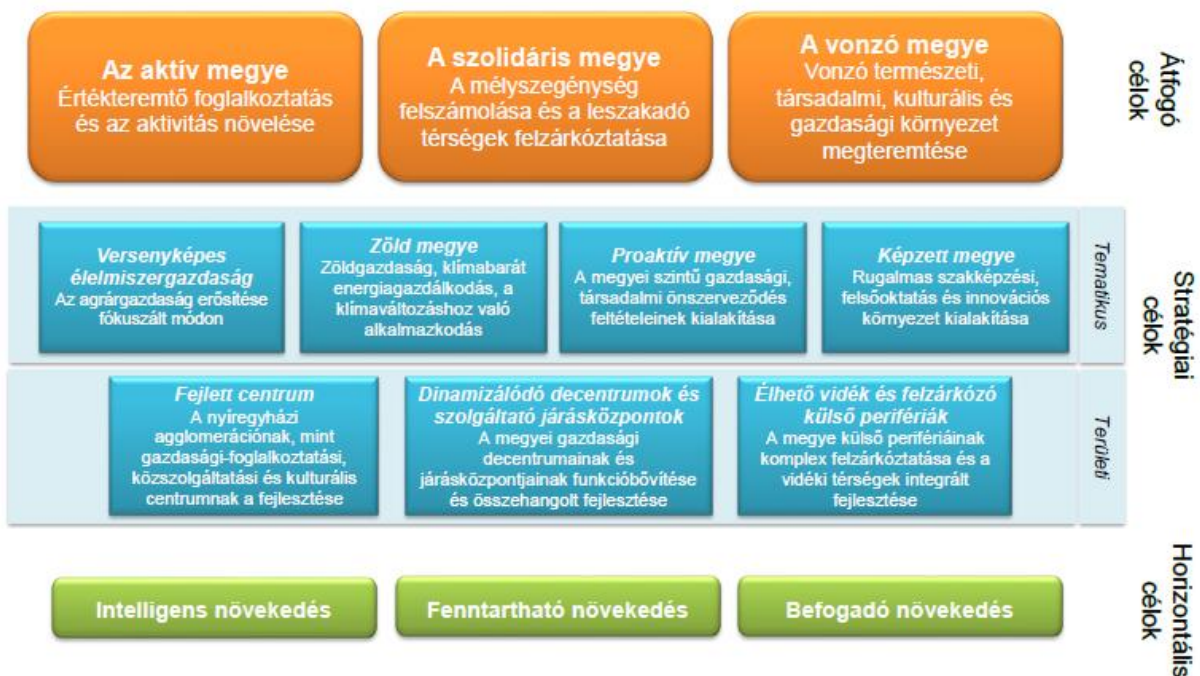 Az aktív megye
Értékteremtő foglalkoztatás
és az aktivitás növelése
A szolidáris megye
A mélyszegénység
felszámolása és a leszakadó
térségek felzárkóztatása
A vonzó megye
Vonzó természeti,
társadalmi, kulturális és
gazdasági környezet
megteremtése
Átfogó
célok
Versenyképes
élelmiszergazdaság
Az agrárgazdaság erősítése
fókuszált módon
Zöld megye
Zöldgazdaság, klímabarát
energiagazdálkodás, a
klímaváltozáshoz való
alkalmazkodás
Proaktív megye
A megyei szintű gazdasági,
társadalmi önszerveződés
feltételeinek kialakítása
Képzett megye
Rugalmas szakképzési,
felsőoktatás és innovációs
környezet kialakítása
Tematikus
Stratégiai
célok
Fejlett centrum
A nyíregyházi
agglomerációnak, mint
gazdasági-foglalkoztatási,
közszolgáltatási és kulturális
centrumnak a fejlesztése
Dinamizálódó decentrumok és
szolgáltató járásközpontok
A megyei gazdasági
decentrumainak és
járásközpontjainak funkcióbővítése
és összehangolt fejlesztése
Élhető vidék és felzárkózó
külső perifériák
A megye külső perifériáinak
komplex felzárkóztatása és a
vidéki térségek integrált
fejlesztése
Területi
Intelligens növekedés
Fenntartható növekedés
Befogadó növekedés
Horizontális
célok